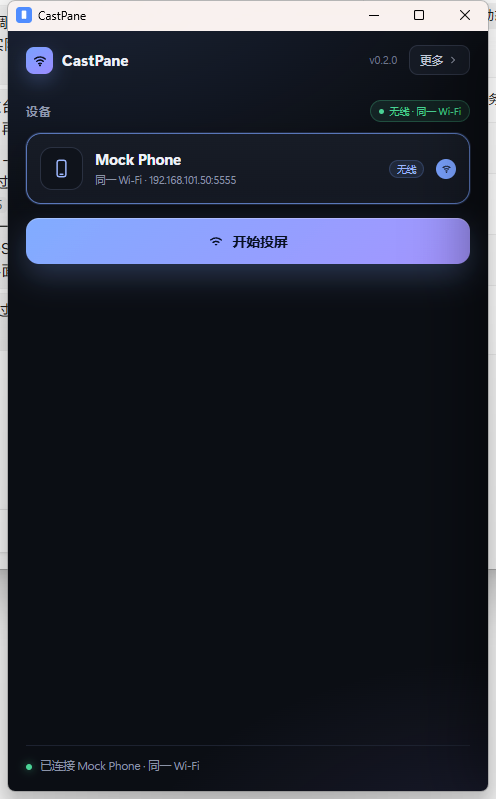 CastPane
CastPane
v0.2.0
更多
设备
无线 · 同一 Wi-Fi
Mock Phone
同一 Wi-Fi · 192.168.101.50:5555
无线
开始投屏
已连接 Mock Phone · 同一 Wi-Fi